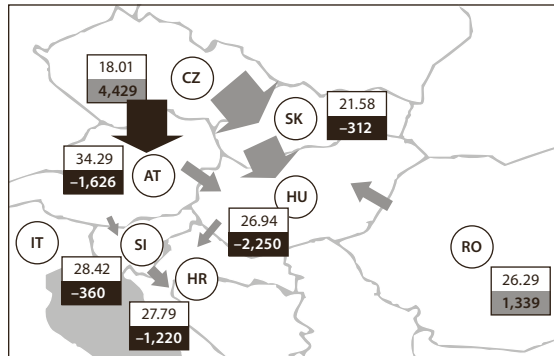 18.01
4,429
CZ
SK
21.58
–312
34.29
–1,626
AT
HU
26.94
–2,250
IT
SI
28.42
–360
HR
27.79
–1,220
RO
26.29
1,339